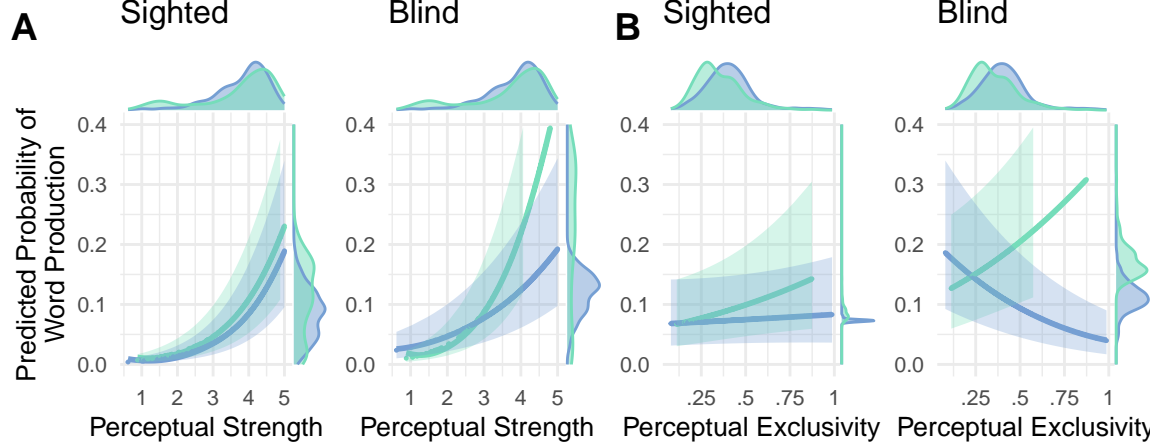 A
Sighted
Blind
B
Sighted
Blind
Predicted Probability of
Word Production
0.4
0.3
0.2
0.1
0.0
1 2 3 4 5
Perceptual Strength
0.4
0.3
0.2
0.1
0.0
1 2 3 4 5
Perceptual Strength
0.4
0.3
0.2
0.1
0.0
.25 .5 .75 1
Perceptual Exclusivity
0.4
0.3
0.2
0.1
0.0
.25 .5 .75 1
Perceptual Exclusivity